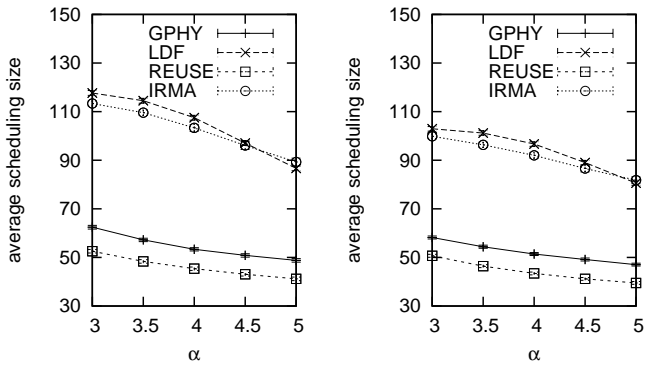 average scheduling size
150
130
110
90
70
50
30
3
3.5
4
4.5
5
α
GPHY
LDF
REUSE
IRMA
average scheduling size
150
130
110
90
70
50
30
3
3.5
4
4.5
5
α
GPHY
LDF
REUSE
IRMA